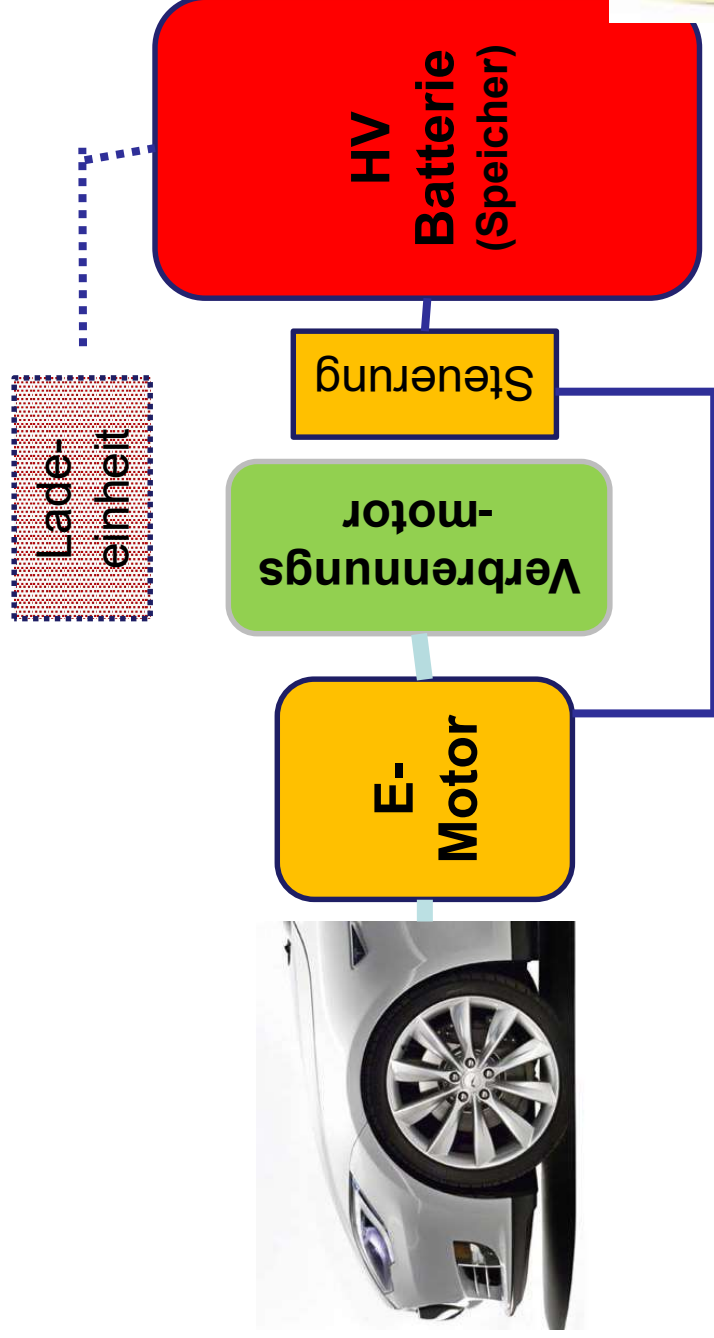 Lade-
einheit
HV
Batterie
(Speicher)
Steuerung
Verbrennungs
-motor
E-
Motor